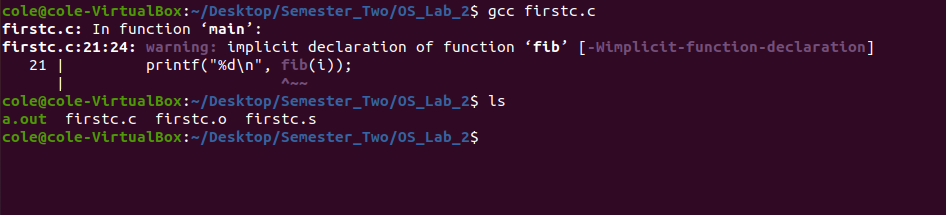 cole@cole-VirtualBox:~/Desktop/Semester_Two/OS_Lab_2$ gcc firstc.c
firstc.c: In function ‘main’:
firstc.c:21:24: warning: implicit declaration of function ‘fib’ [-Wimplicit-function-declaration]
   21 |         printf("%d\n", fib(i));
      |                        ^~~
cole@cole-VirtualBox:~/Desktop/Semester_Two/OS_Lab_2$ ls
a.out  firstc.c  firstc.o  firstc.s
cole@cole-VirtualBox:~/Desktop/Semester_Two/OS_Lab_2$